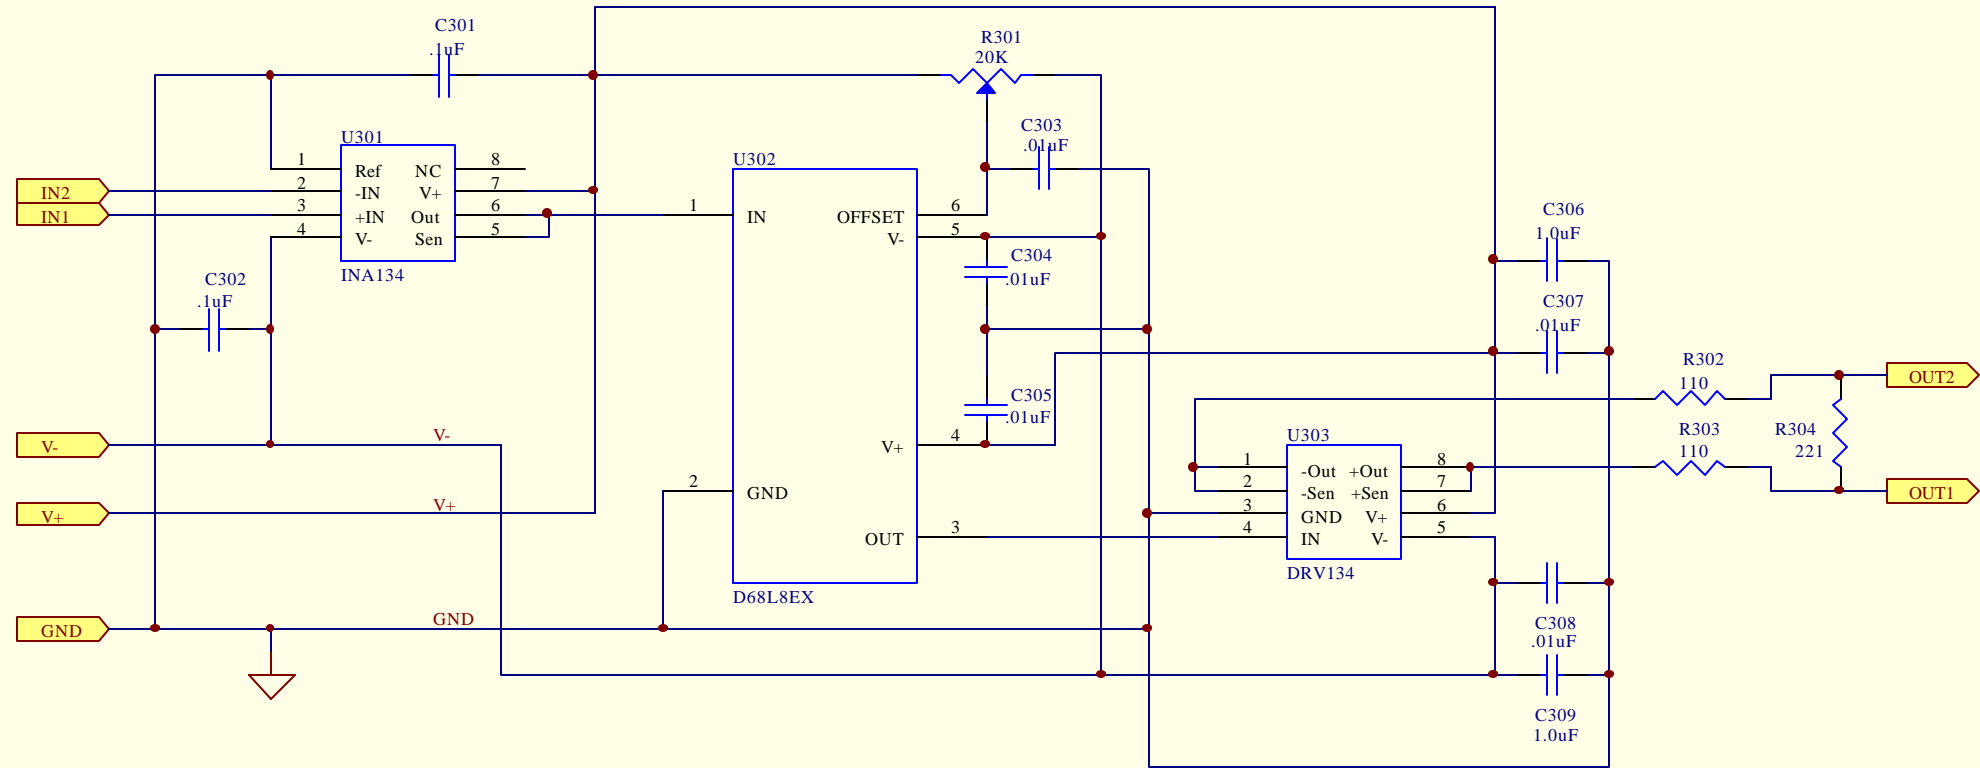 C301
.1uF
R301
20K
C303
.01uF
U301
1
2
3
4
Ref
-IN
+IN
V-
NC
V+
Out
Sen
8
7
6
5
INA134
IN2
IN1
C302
.1uF
U302
1
IN
2
GND
OFFSET
V-
V+
OUT
6
5
4
3
D68L8EX
C304
.01uF
C305
.01uF
C306
1.0uF
C307
.01uF
R302
110
R303
110
R304
221
OUT2
OUT1
U303
1
2
3
4
-Out
-Sen
GND
IN
+Out
+Sen
V+
V-
8
7
6
5
DRV134
C308
.01uF
C309
1.0uF
V-
V-
V+
V+
GND
GND